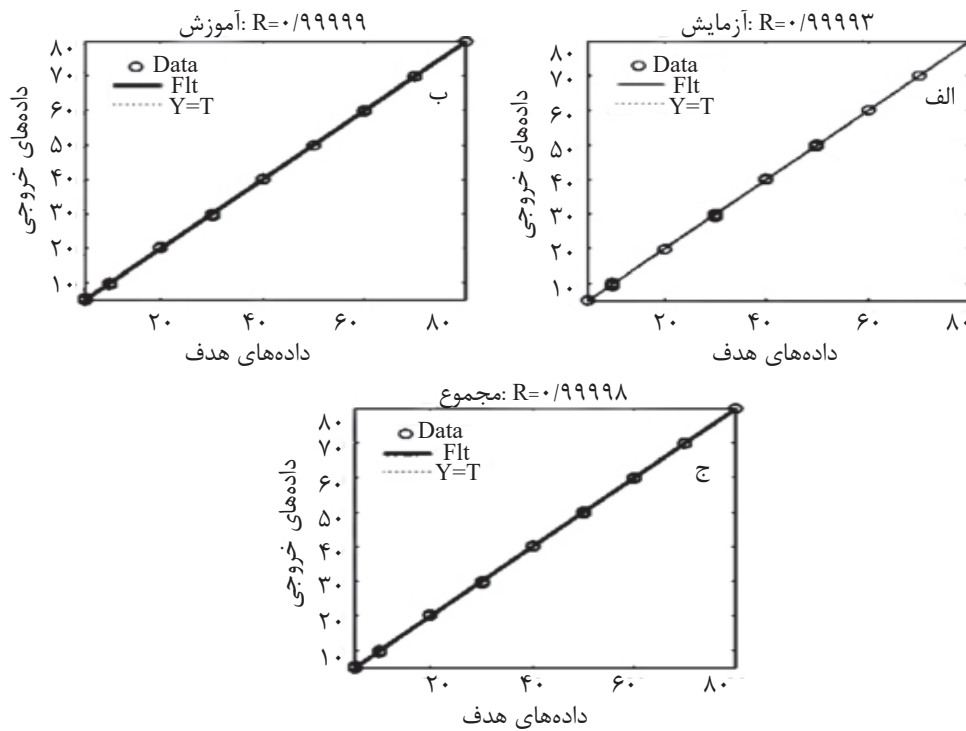 آزمایش: R=۰/۹۹۹۹۳
داده‌های خروجی
۸۰
۷۰
۶۰
۵۰
۴۰
۳۰
۲۰
۱۰
Data
Flt
Y=T
الف
۲۰ ۴۰ ۶۰ ۸۰
داده‌های هدف
آموزش: R=۰/۹۹۹۹۹
داده‌های خروجی
۸۰
۷۰
۶۰
۵۰
۴۰
۳۰
۲۰
۱۰
Data
Flt
Y=T
ب
۲۰ ۴۰ ۶۰ ۸۰
داده‌های هدف
مجموع: R=۰/۹۹۹۹۸
داده‌های خروجی
۸۰
۷۰
۶۰
۵۰
۴۰
۳۰
۲۰
۱۰
Data
Flt
Y=T
ج
۲۰ ۴۰ ۶۰ ۸۰
داده‌های هدف